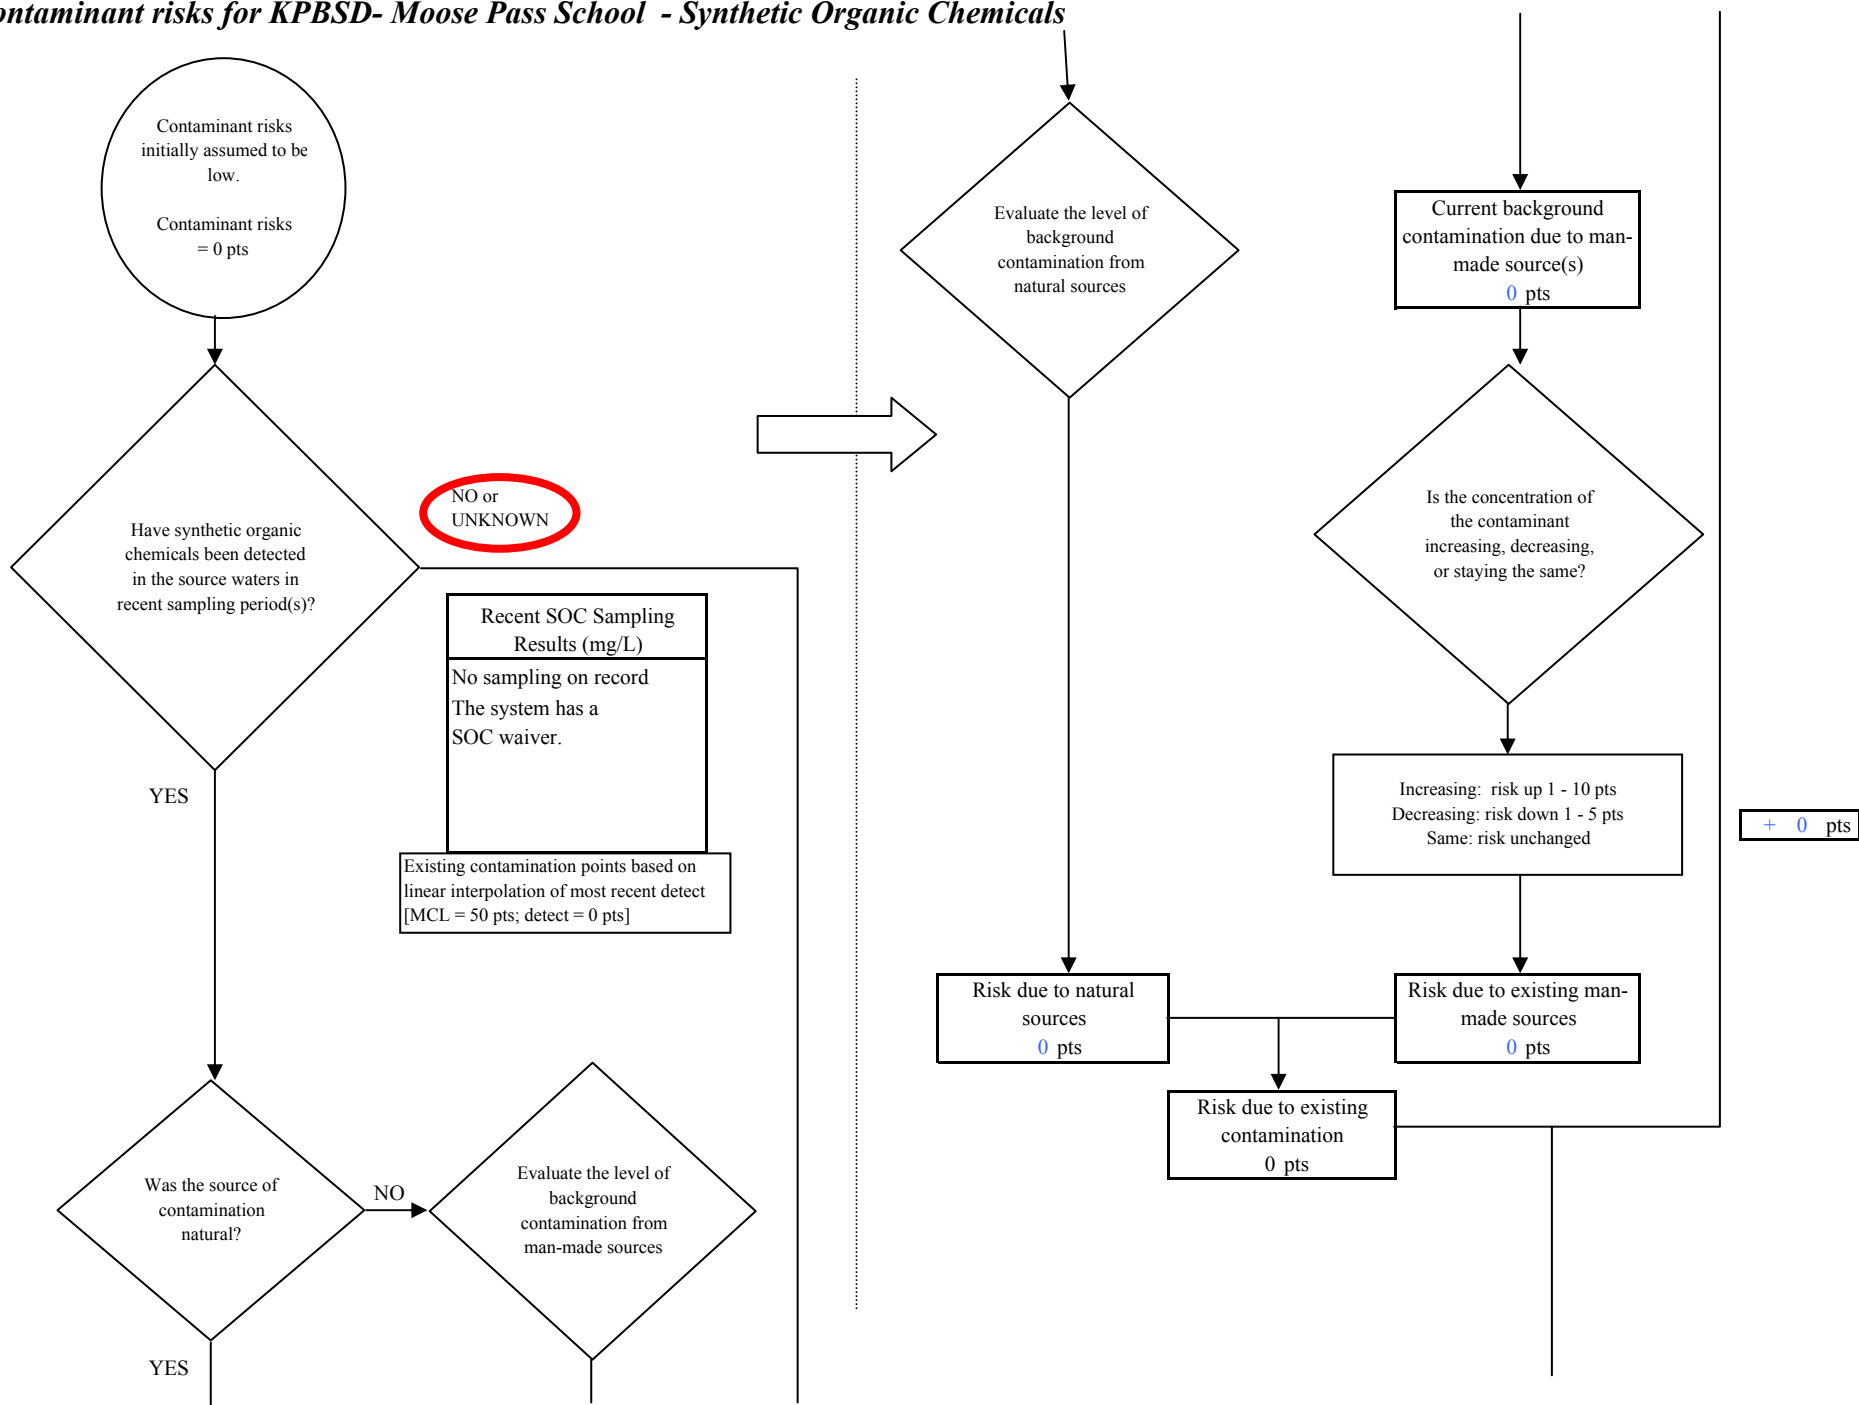 ontaminant risks for KPBSD- Moose Pass School - Synthetic Organic Chemicals
Contaminant risks
initially assumed to be
low.
Contaminant risks
= 0 pts
Have synthetic organic
chemicals been detected
in the source waters in
recent sampling period(s)?
NO or
UNKNOWN
Recent SOC Sampling
Results (mg/L)
No sampling on record
The system has a
SOC waiver.
Existing contamination points based on
linear interpolation of most recent detect
[MCL = 50 pts; detect = 0 pts]
YES
Was the source of
contamination
natural?
NO
Evaluate the level of
background
contamination from
man-made sources
YES
Evaluate the level of
background
contamination from
natural sources
Current background
contamination due to man-
made source(s)
0 pts
Is the concentration of
the contaminant
increasing, decreasing,
or staying the same?
Increasing: risk up 1 - 10 pts
Decreasing: risk down 1 - 5 pts
Same: risk unchanged
+ 0 pts
Risk due to natural
sources
0 pts
Risk due to existing man-
made sources
0 pts
Risk due to existing
contamination
0 pts